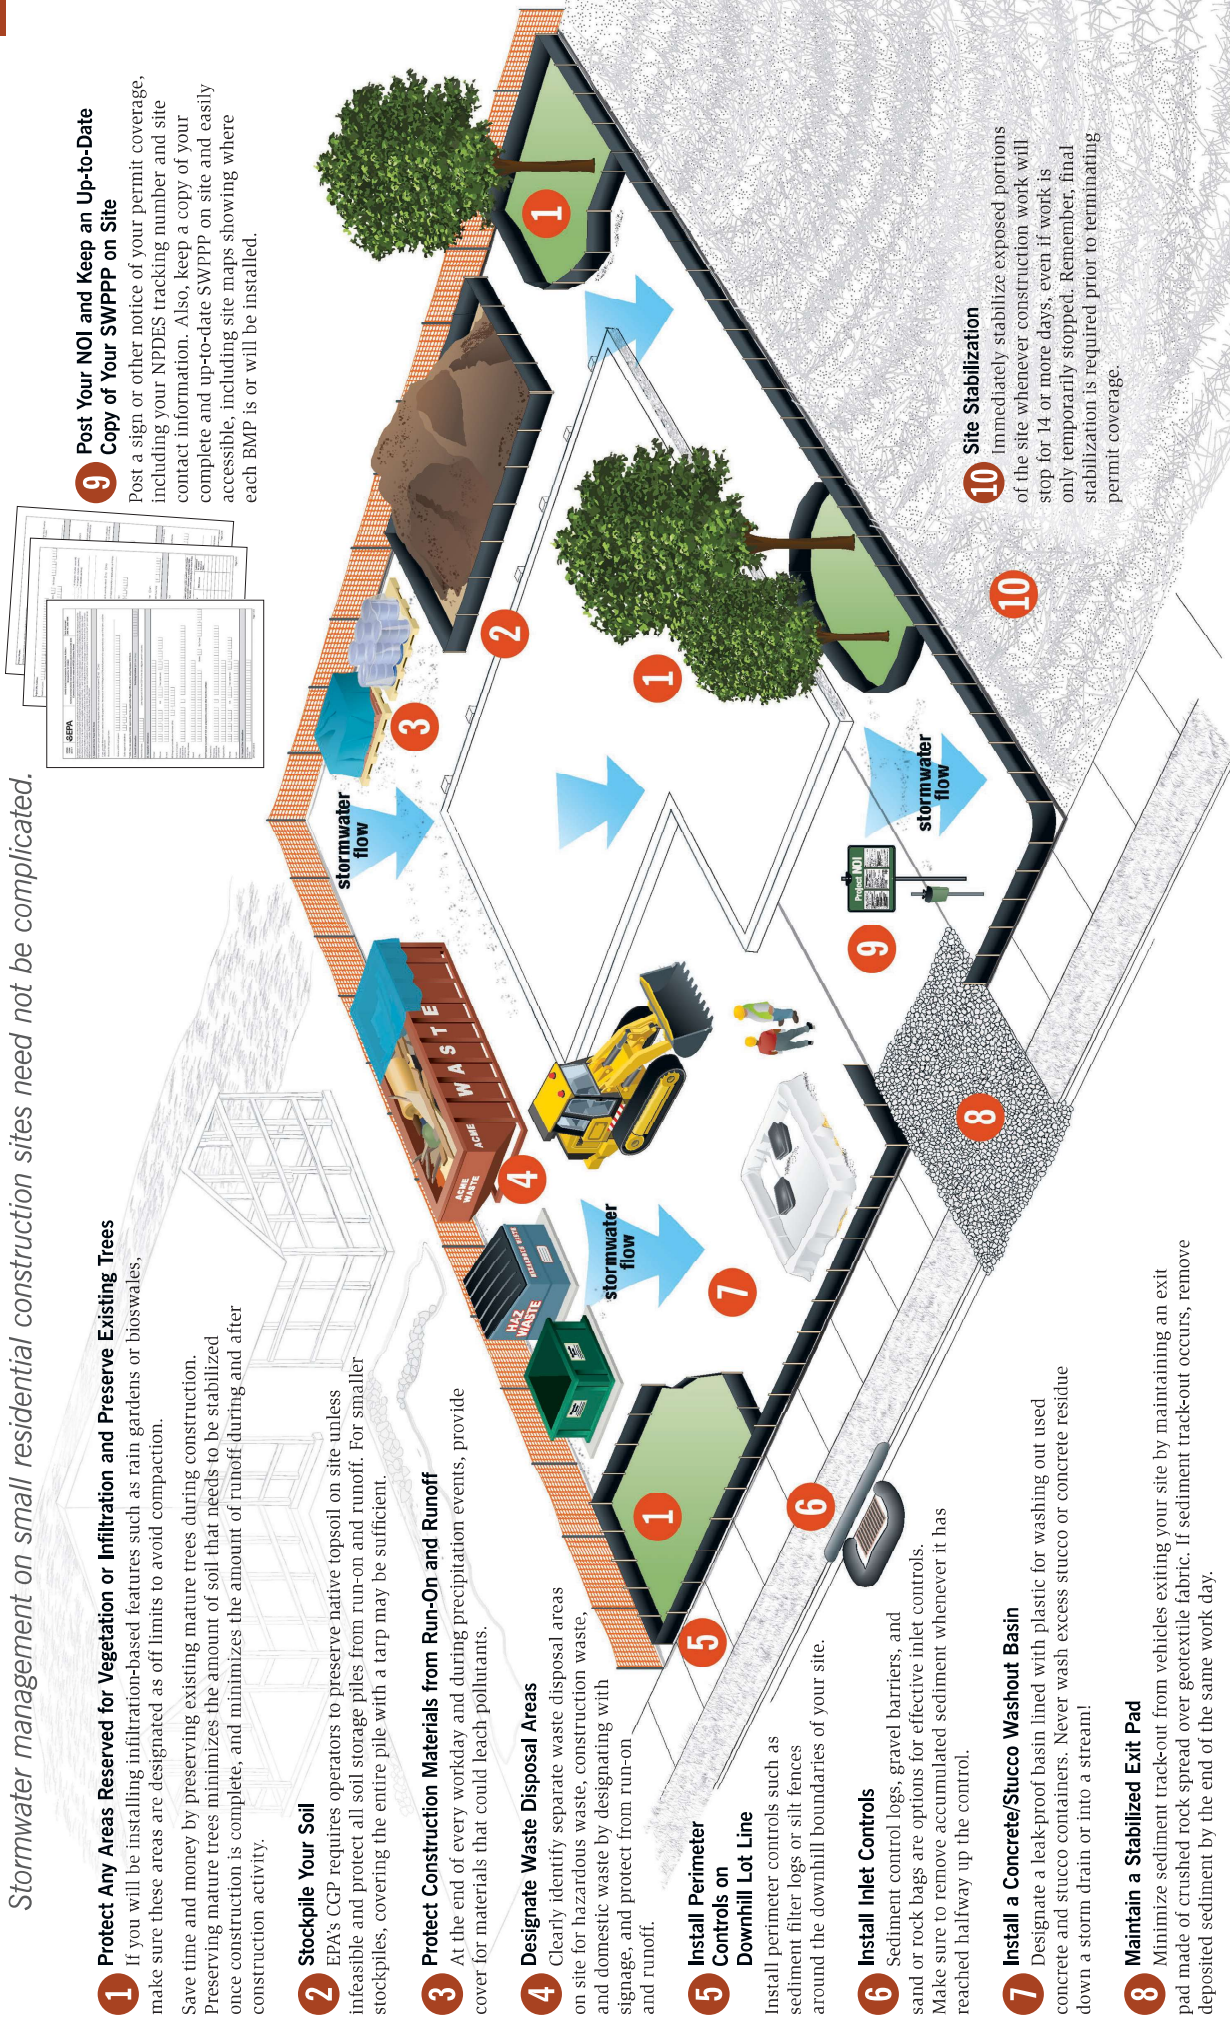 Stormwater management on small residential construction sites need not be complicated.
1 Protect Any Areas Reserved for Vegetation or Infiltration and Preserve Existing Trees
If you will be installing infiltration-based features such as rain gardens or bioswales,
make sure these areas are designated as off limits to avoid compaction.
Save time and money by preserving existing mature trees during construction.
Preserving mature trees minimizes the amount of soil that needs to be stabilized
once construction is complete, and minimizes the amount of runoff during and after
construction activity.
2 Stockpile Your Soil
EPA's CGP requires operators to preserve native topsoil on site unless
infeasible and protect all soil storage piles from run-on and runoff. For smaller
stockpiles, covering the entire pile with a tarp may be sufficient.
3 Protect Construction Materials from Run-On and Runoff
At the end of every workday and during precipitation events, provide
cover for materials that could leach pollutants.
4 Designate Waste Disposal Areas
Clearly identify separate waste disposal areas
on site for hazardous waste, construction waste,
and domestic waste by designating with
signage, and protect from run-on
and runoff.
5 Install Perimeter
Controls on
Downhill Lot Line
Install perimeter controls such as
sediment filter logs or silt fences
around the downhill boundaries of your site.
6 Install Inlet Controls
Sediment control logs, gravel barriers, and
sand or rock bags are options for effective inlet controls.
Make sure to remove accumulated sediment whenever it has
reached halfway up the control.
7 Install a Concrete/Stucco Washout Basin
Designate a leak-proof basin lined with plastic for washing out used
concrete and stucco containers. Never wash excess stucco or concrete residue
down a storm drain or into a stream!
8 Maintain a Stabilized Exit Pad
Minimize sediment track-out from vehicles exiting your site by maintaining an exit
pad made of crushed rock spread over geotextile fabric. If sediment track-out occurs, remove
deposited sediment by the end of the same work day.
9 Post Your NOI and Keep an Up-to-Date
Copy of Your SWPPP on Site
Post a sign or other notice of your permit coverage,
including your NPDES tracking number and site
contact information. Also, keep a copy of your
complete and up-to-date SWPPP on site and easily
accessible, including site maps showing where
each BMP is or will be installed.
10 Site Stabilization
Immediately stabilize exposed portions
of the site whenever construction work will
stop for 14 or more days, even if work is
only temporarily stopped. Remember, final
stabilization is required prior to terminating
permit coverage.
EPA
stormwater
flow
stormwater
flow
stormwater
flow
HAZ
WASTE
HAZARDOUS WASTE
ACME
WASTE
ACME
WASTE
Project NOI
1
1
1
2
3
4
5
6
7
8
9
10